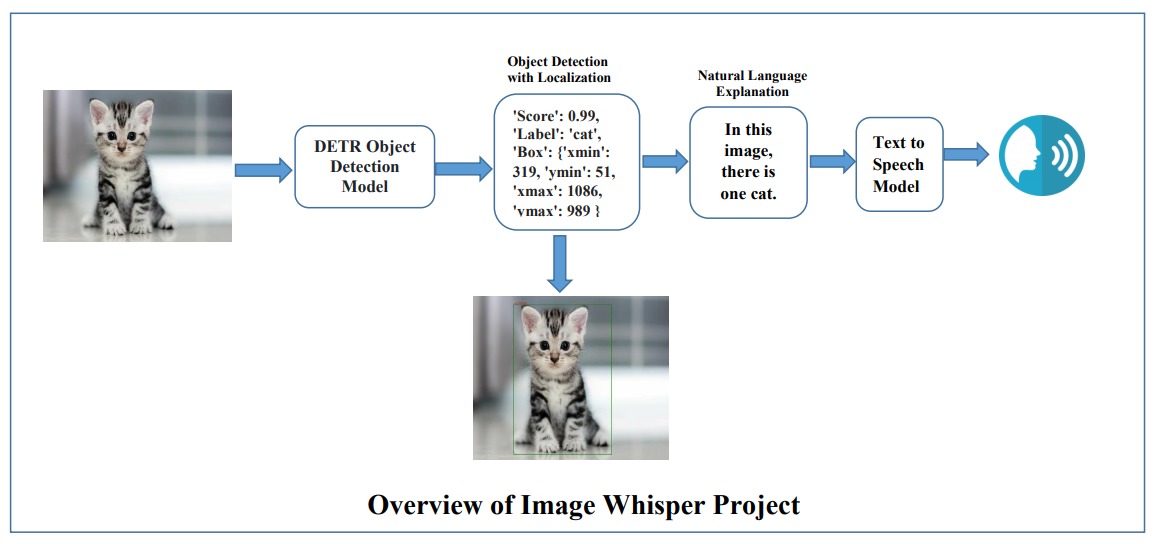 Object Detection
with Localization
Natural Language
Explanation
DETR Object
Detection
Model
'Score': 0.99,
'Label': 'cat',
'Box': {'xmin':
319, 'ymin': 51,
'xmax': 1086,
'ymax': 989 }
In this
image,
there is
one cat.
Text to
Speech
Model
Overview of Image Whisper Project